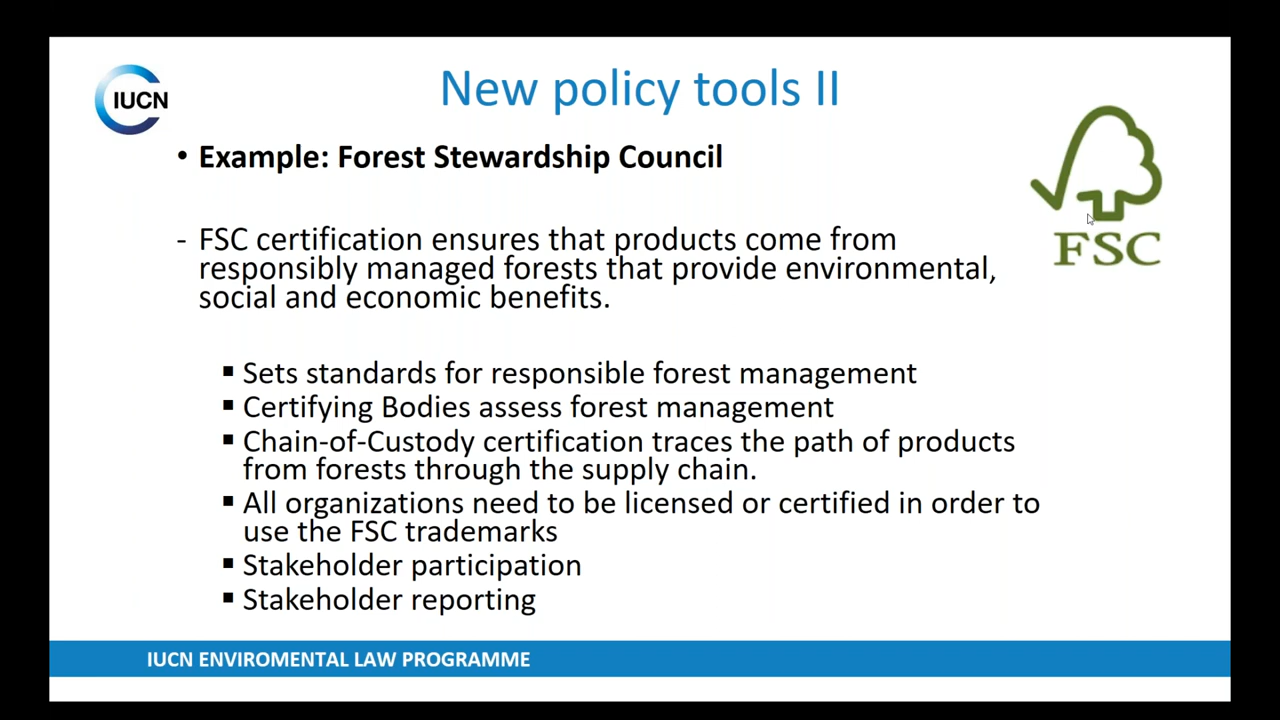 IUCN
New policy tools II
• Example: Forest Stewardship Council
FSC
- FSC certification ensures that products come from
responsibly managed forests that provide environmental,
social and economic benefits.
▪ Sets standards for responsible forest management
▪ Certifying Bodies assess forest management
▪ Chain-of-Custody certification traces the path of products
from forests through the supply chain.
▪ All organizations need to be licensed or certified in order to
use the FSC trademarks
▪ Stakeholder participation
▪ Stakeholder reporting
IUCN ENVIROMENTAL LAW PROGRAMME